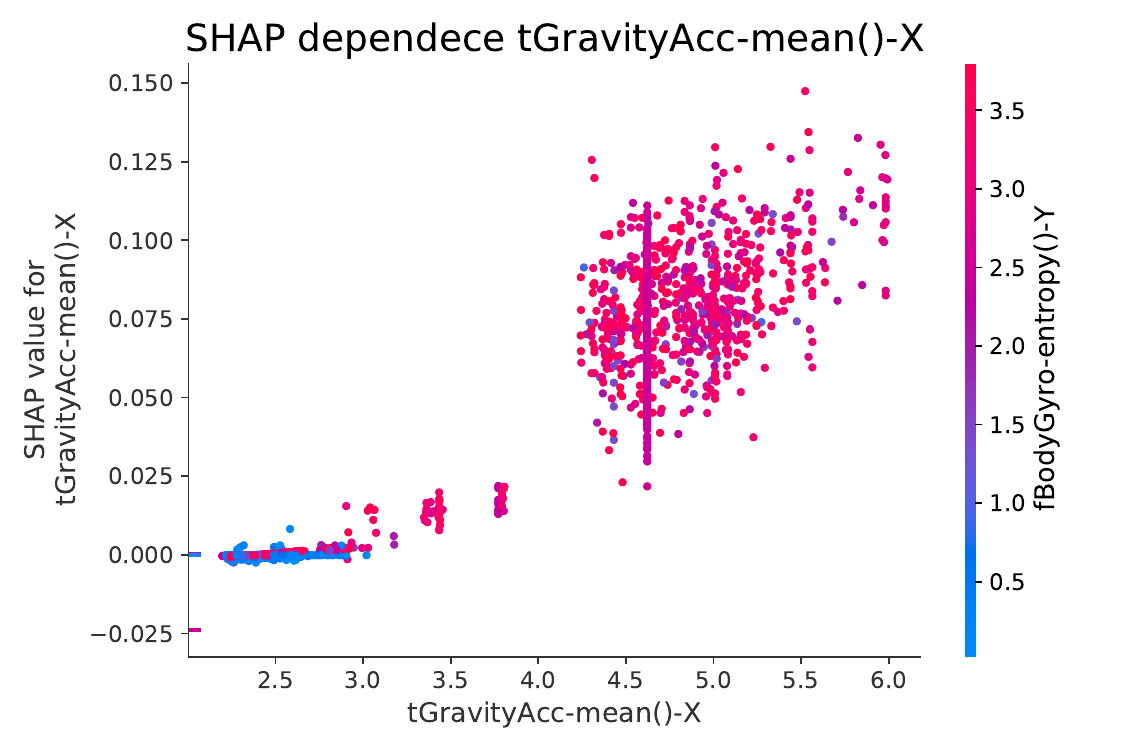 SHAP dependece tGravityAcc-mean()-X
0.150
0.125
0.100
0.075
0.050
0.025
0.000
−0.025
SHAP value for
tGravityAcc-mean()-X
2.5 3.0 3.5 4.0 4.5 5.0 5.5 6.0
tGravityAcc-mean()-X
3.5
3.0
2.5
2.0
1.5
1.0
0.5
fBodyGyro-entropy()-Y